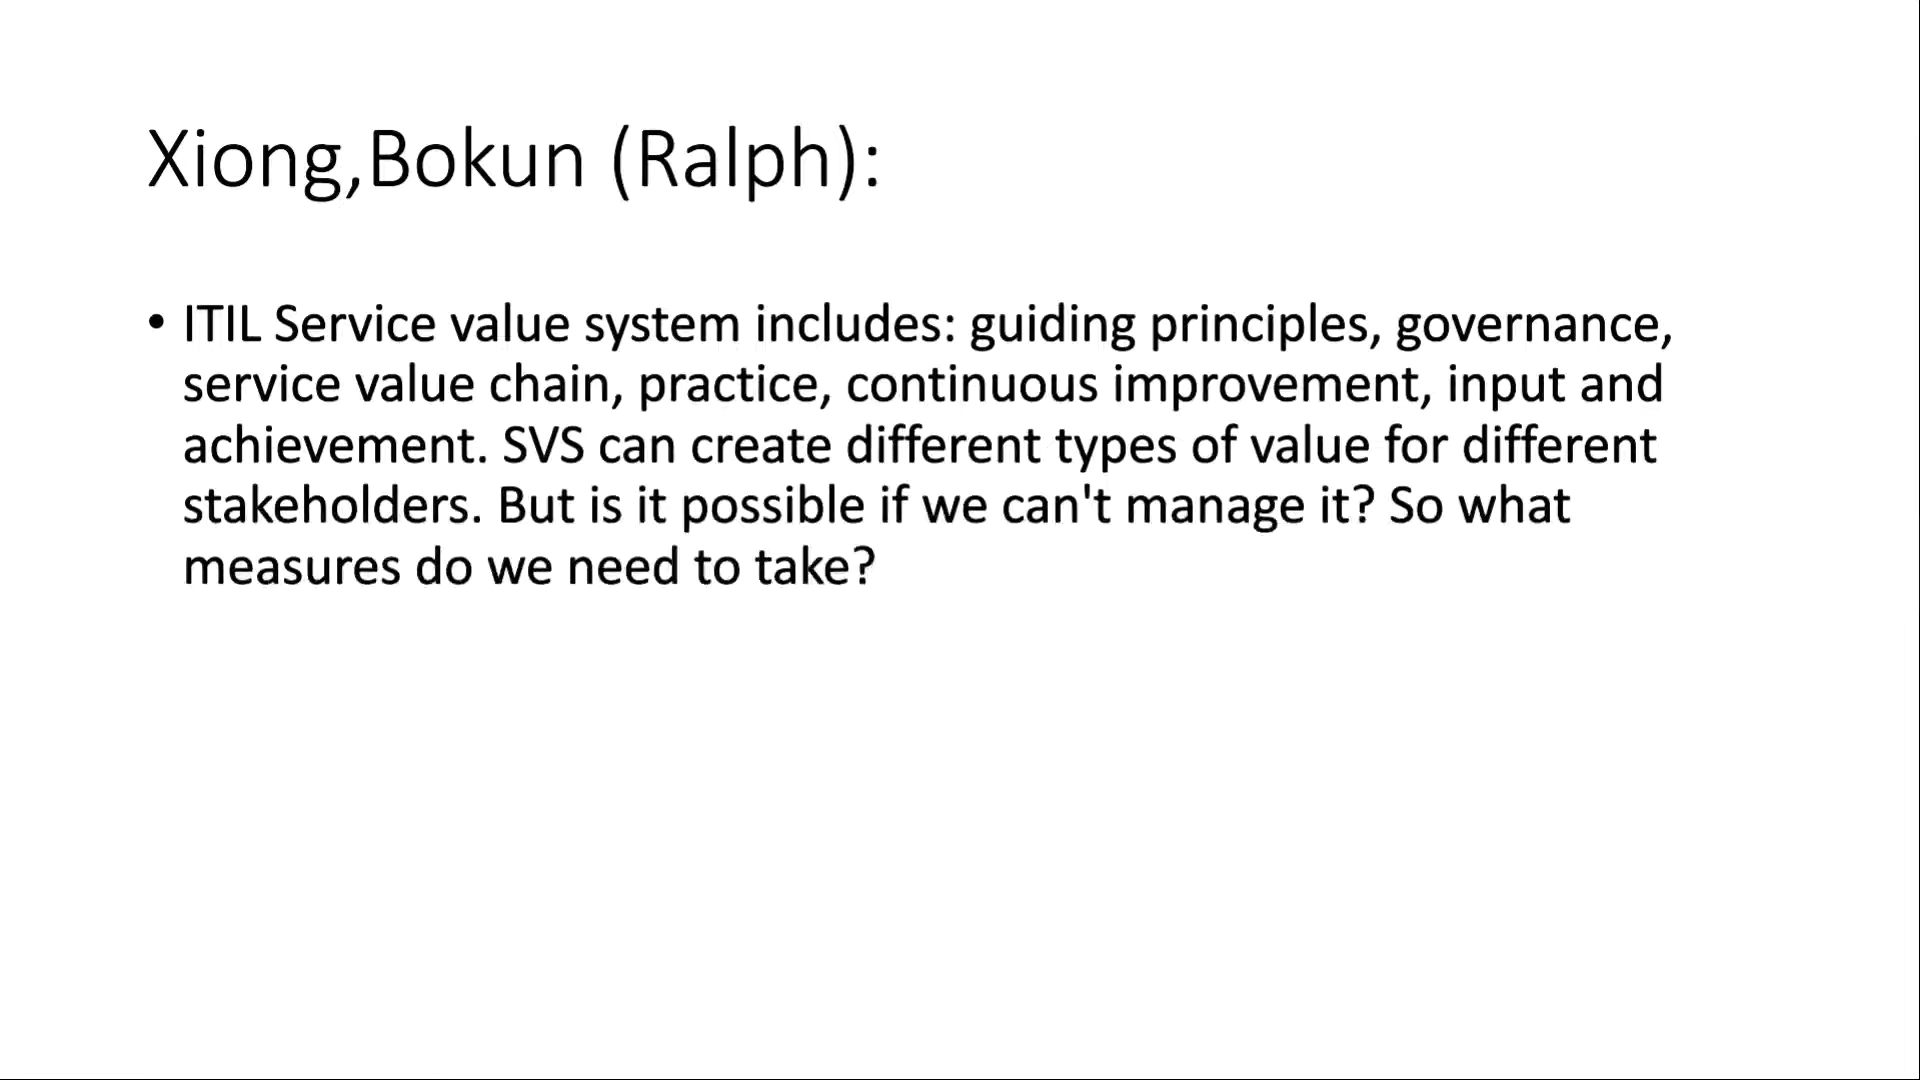 Xiong,Bokun (Ralph):
• ITIL Service value system includes: guiding principles, governance,
service value chain, practice, continuous improvement, input and
achievement. SVS can create different types of value for different
stakeholders. But is it possible if we can't manage it? So what
measures do we need to take?